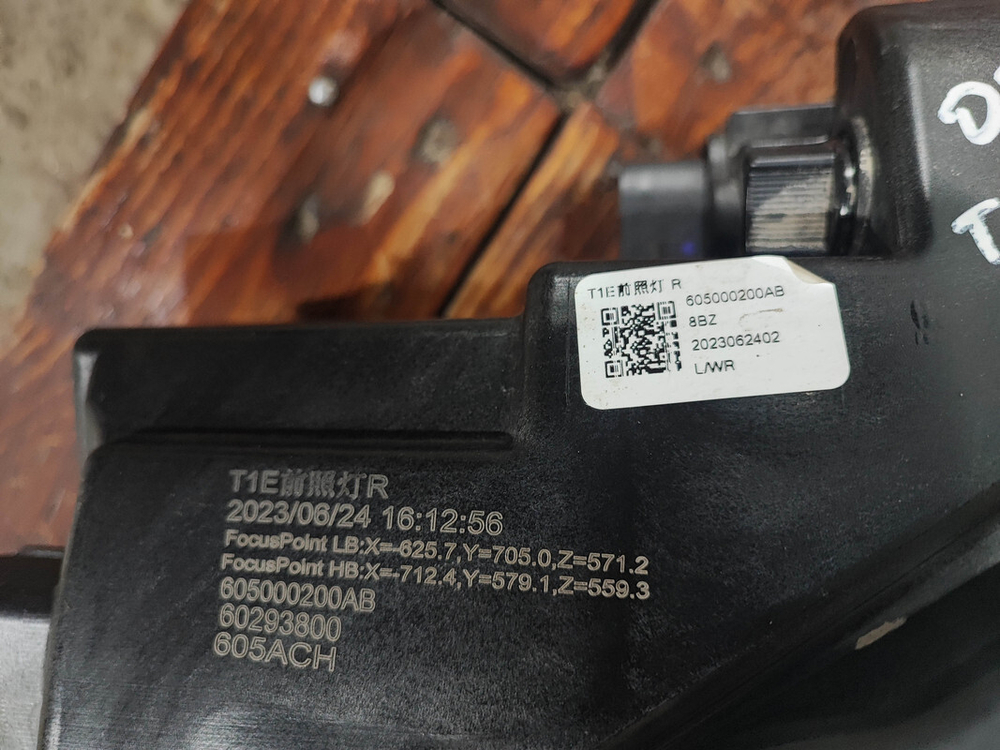 T1E前照灯 R
605000200AB
8BZ
2023062402
L/WR
T1E前照灯R
2023/06/24 16:12:56
FocusPoint LB:X=-625.7,Y=705.0,Z=571.2
FocusPoint HB:X=-712.4,Y=579.1,Z=559.3
605000200AB
60293800
605ACH